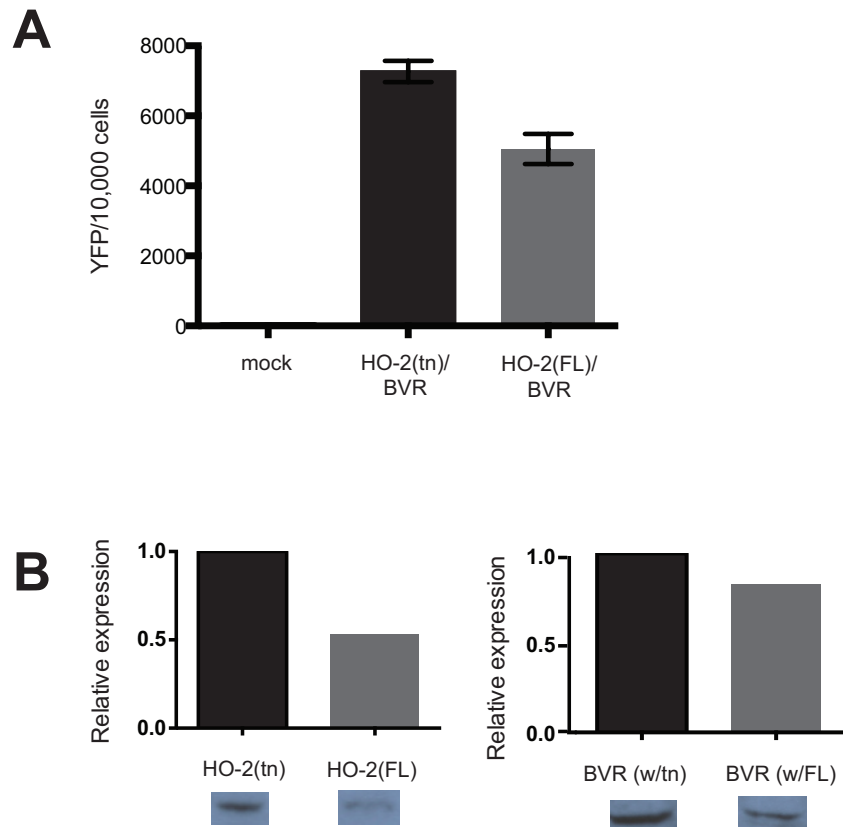 A
YFP/10,000 cells
8000
6000
4000
2000
0
mock
HO-2(tn)/
BVR
HO-2(FL)/
BVR
B
Relative expression
1.0
0.5
0.0
HO-2(tn)
HO-2(FL)
Relative expression
1.0
0.5
0.0
BVR (w/tn)
BVR (w/FL)